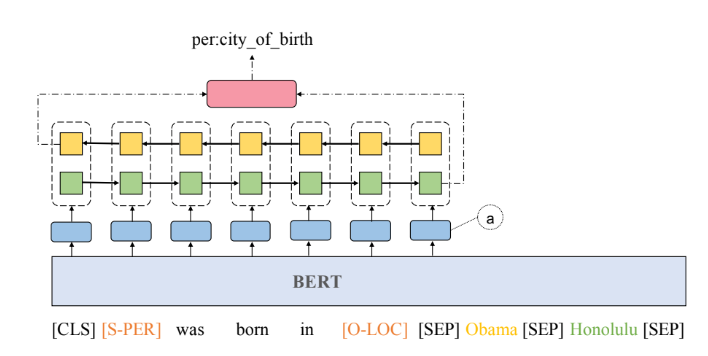 per:city_of_birth
a
BERT
[CLS] [S-PER] was born in [O-LOC] [SEP] Obama [SEP] Honolulu [SEP]